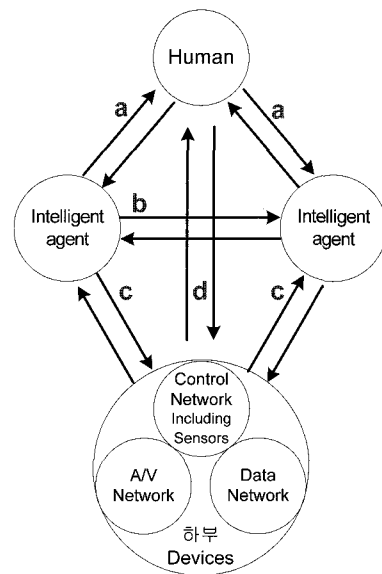 Human
a
a
Intelligent
agent
b
Intelligent
agent
c
d
c
Control
Network
Including
Sensors
A/V
Network
Data
Network
하부
Devices